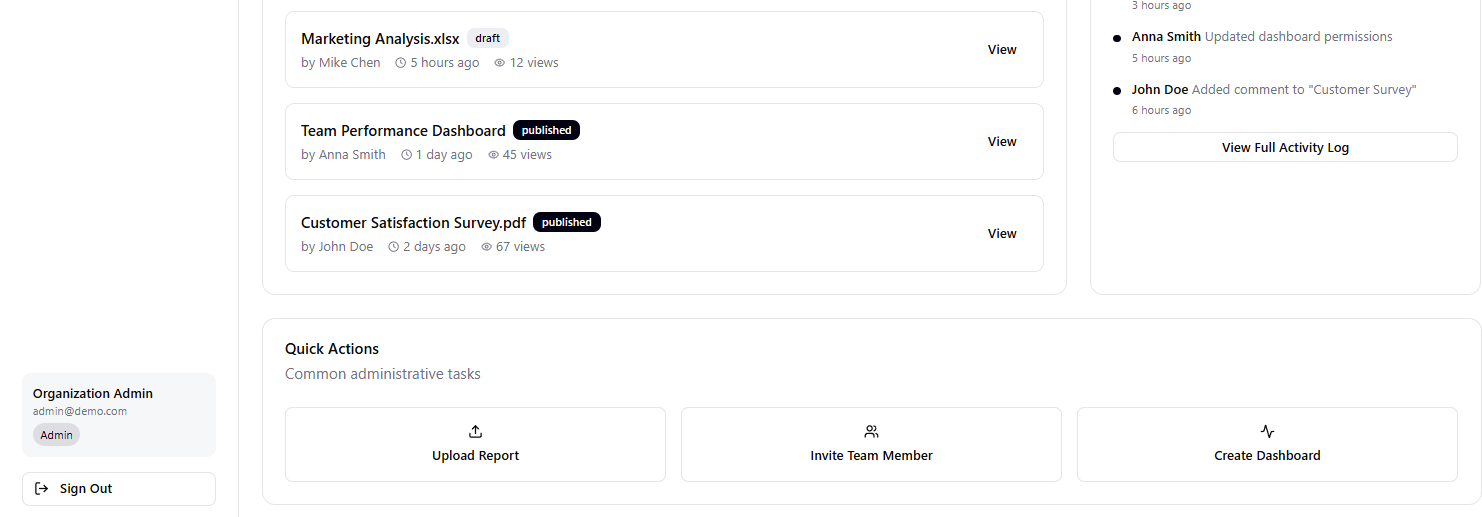 Marketing Analysis.xlsx draft
by Mike Chen 5 hours ago 12 views
View
Team Performance Dashboard published
by Anna Smith 1 day ago 45 views
View
Customer Satisfaction Survey.pdf published
by John Doe 2 days ago 67 views
View
3 hours ago
Anna Smith Updated dashboard permissions
5 hours ago
John Doe Added comment to "Customer Survey"
6 hours ago
View Full Activity Log
Quick Actions
Common administrative tasks
Upload Report
Invite Team Member
Create Dashboard
Organization Admin
admin@demo.com
Admin
Sign Out